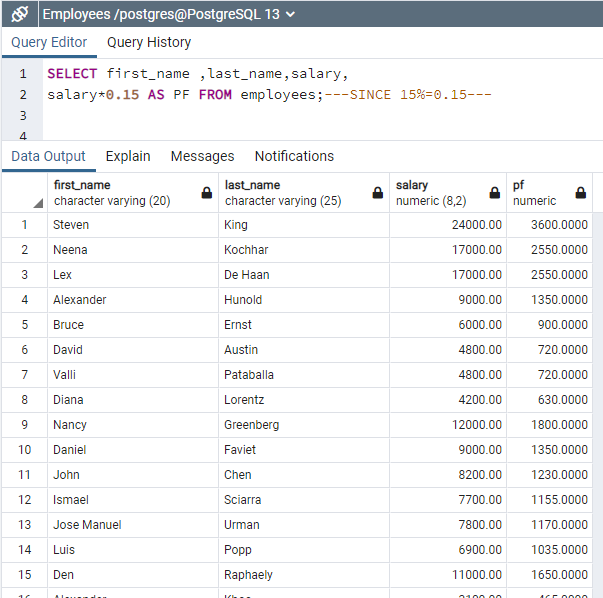 Employees /postgres@PostgreSQL 13
Query Editor Query History
1 SELECT first_name ,last_name,salary,
2 salary*0.15 AS PF FROM employees;---SINCE 15%=0.15---
3
4
Data Output Explain Messages Notifications
first_name last_name salary pf
character varying (20) character varying (25) numeric (8,2) numeric
1 Steven King 24000.00 3600.0000
2 Neena Kochhar 17000.00 2550.0000
3 Lex De Haan 17000.00 2550.0000
4 Alexander Hunold 9000.00 1350.0000
5 Bruce Ernst 6000.00 900.0000
6 David Austin 4800.00 720.0000
7 Valli Pataballa 4800.00 720.0000
8 Diana Lorentz 4200.00 630.0000
9 Nancy Greenberg 12000.00 1800.0000
10 Daniel Faviet 9000.00 1350.0000
11 John Chen 8200.00 1230.0000
12 Ismael Sciarra 7700.00 1155.0000
13 Jose Manuel Urman 7800.00 1170.0000
14 Luis Popp 6900.00 1035.0000
15 Den Raphaely 11000.00 1650.0000
16 Alexander Khoo 3100.00 465.0000